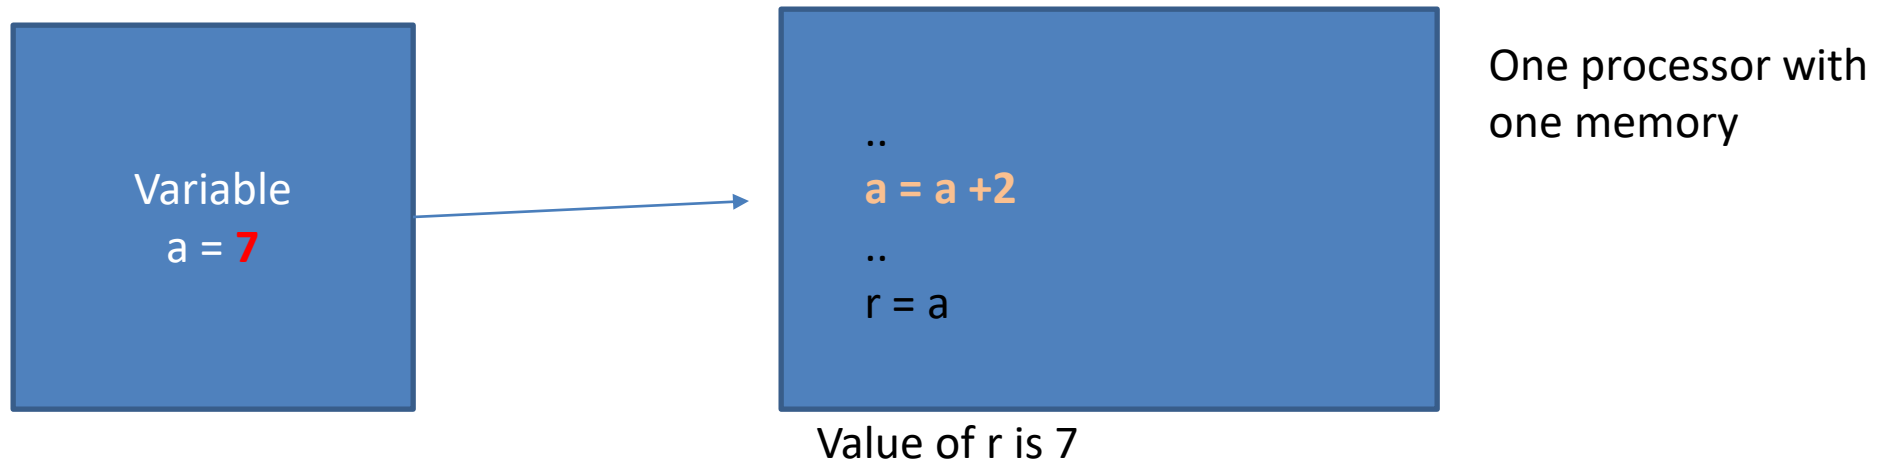 Variable
a = 7
..
a = a +2
..
r = a
Value of r is 7
One processor with
one memory